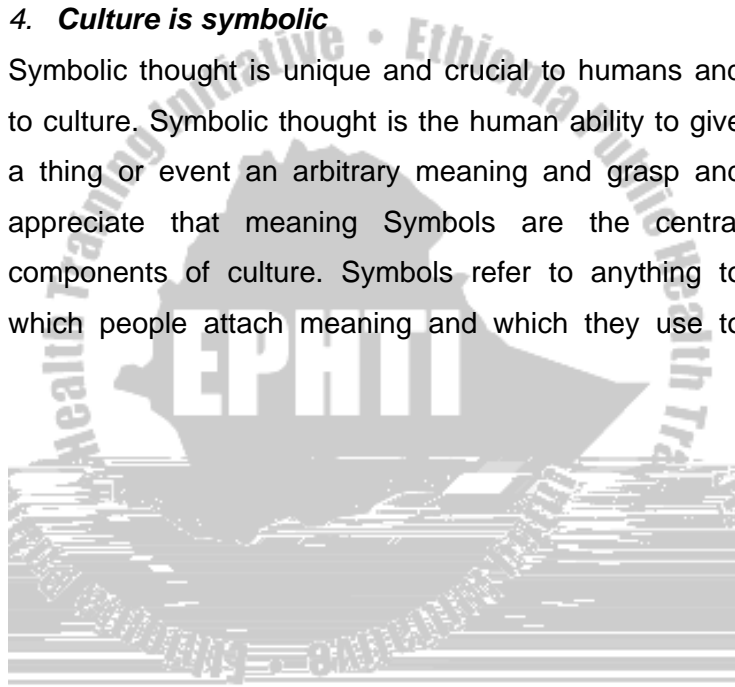 4. Culture is symbolic
Symbolic thought is unique and crucial to humans and
to culture. Symbolic thought is the human ability to give
a thing or event an arbitrary meaning and grasp and
appreciate that meaning Symbols are the central
components of culture. Symbols refer to anything to
which people attach meaning and which they use to
EPHTI